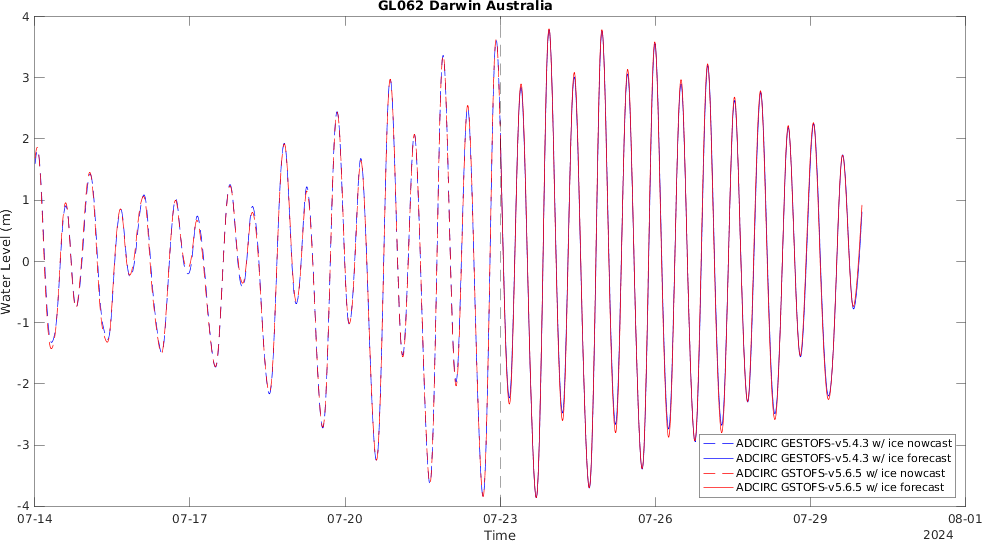 GL062 Darwin Australia
4
3
2
1
0
-1
-2
-3
-4
Water Level (m)
ADCIRC GESTOFS-v5.4.3 w/ ice nowcast
ADCIRC GESTOFS-v5.4.3 w/ ice forecast
ADCIRC GSTOFS-v5.6.5 w/ ice nowcast
ADCIRC GSTOFS-v5.6.5 w/ ice forecast
07-14 07-17 07-20 07-23 07-26 07-29 08-01
Time
2024